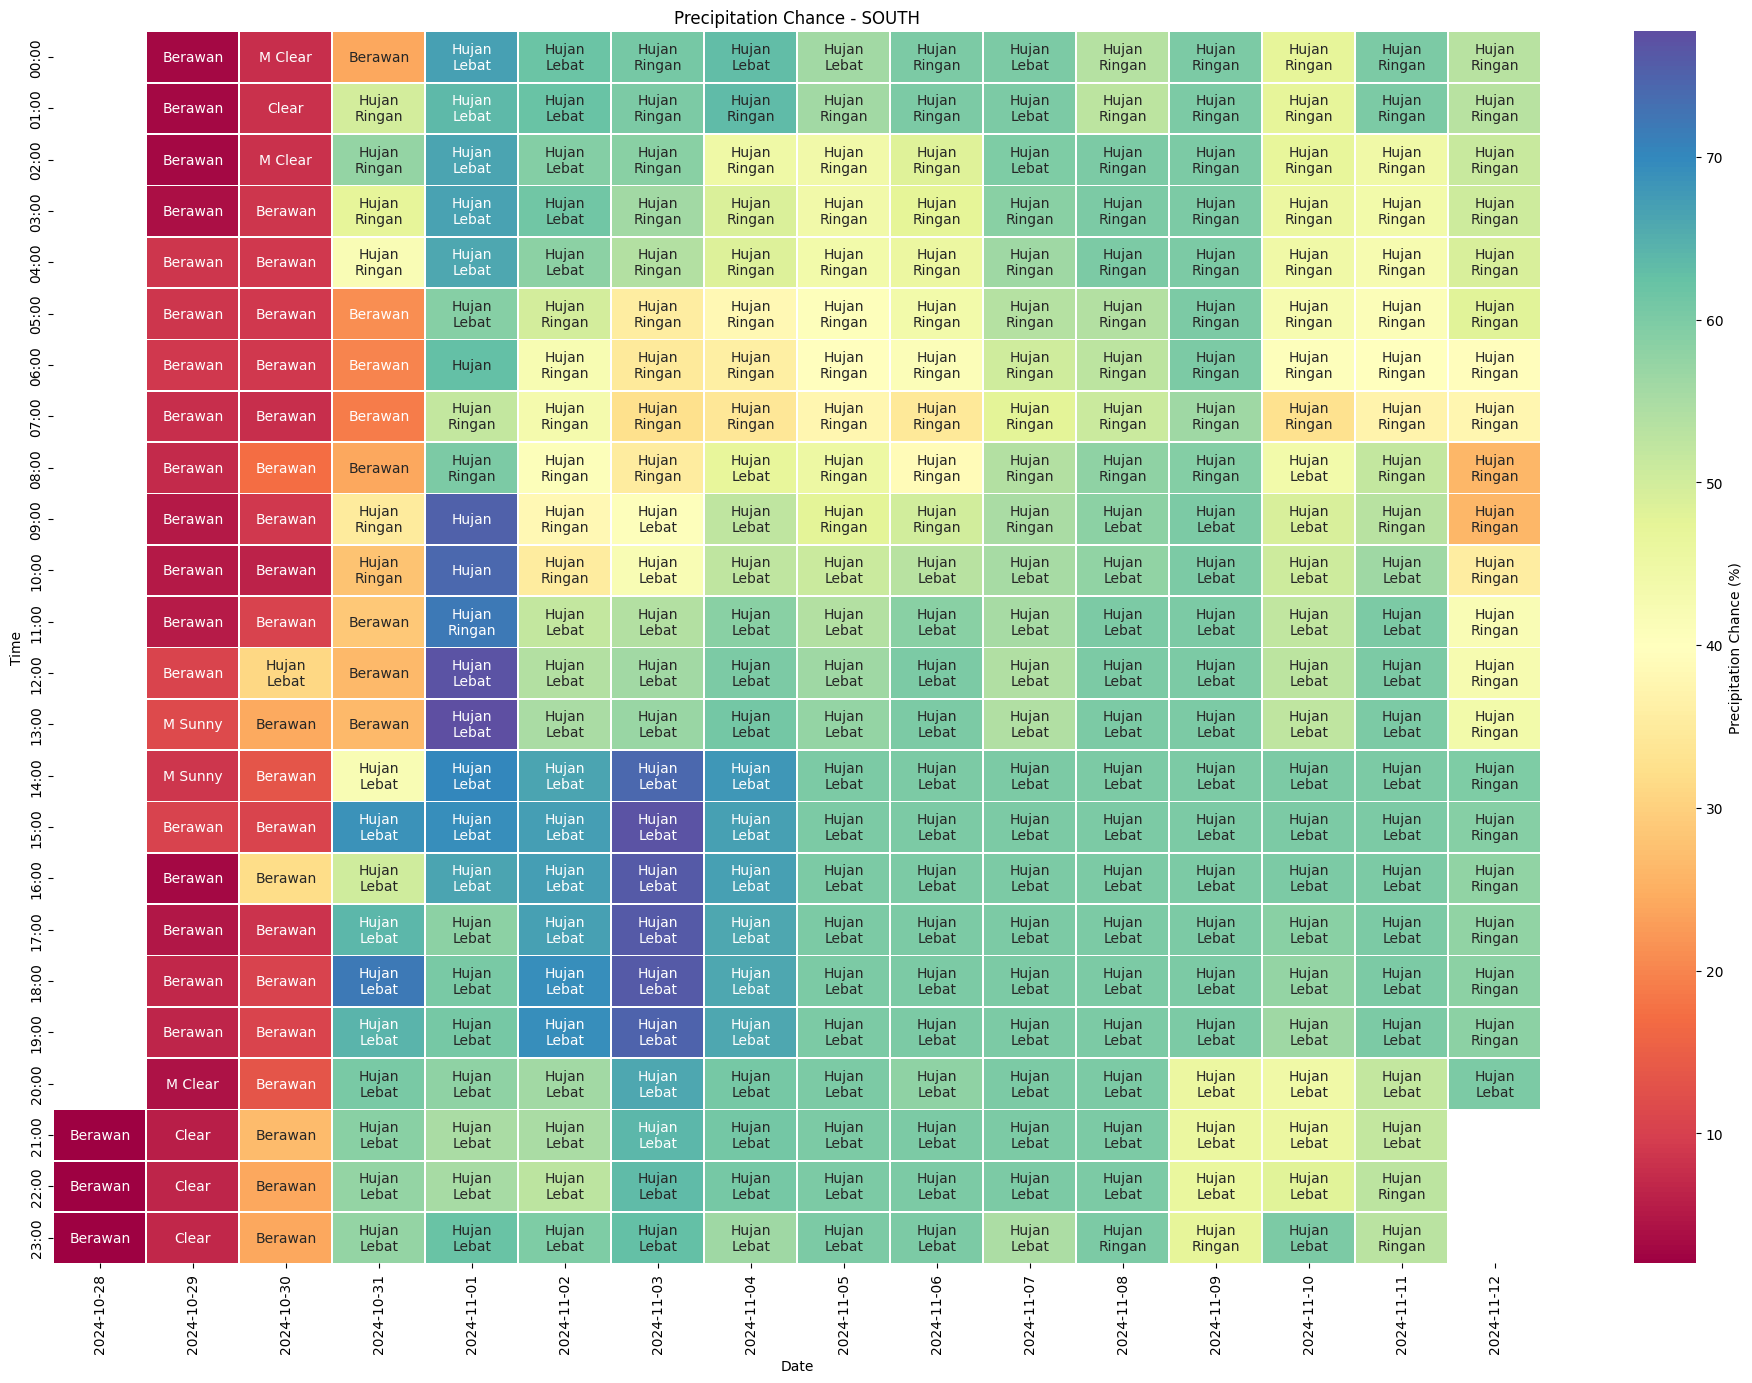 Precipitation Chance - SOUTH
Time
00:00 Berawan M Clear Berawan Hujan Lebat Hujan Lebat Hujan Ringan Hujan Lebat Hujan Lebat Hujan Ringan Hujan Lebat Hujan Ringan Hujan Ringan Hujan Ringan Hujan Ringan Hujan Ringan
01:00 Berawan Clear Hujan Ringan Hujan Lebat Hujan Lebat Hujan Ringan Hujan Ringan Hujan Ringan Hujan Ringan Hujan Lebat Hujan Ringan Hujan Ringan Hujan Ringan Hujan Ringan Hujan Ringan
02:00 Berawan M Clear Hujan Ringan Hujan Lebat Hujan Lebat Hujan Ringan Hujan Ringan Hujan Ringan Hujan Ringan Hujan Lebat Hujan Ringan Hujan Ringan Hujan Ringan Hujan Ringan Hujan Ringan
03:00 Berawan Berawan Hujan Ringan Hujan Lebat Hujan Lebat Hujan Ringan Hujan Ringan Hujan Ringan Hujan Ringan Hujan Ringan Hujan Ringan Hujan Ringan Hujan Ringan Hujan Ringan Hujan Ringan
04:00 Berawan Berawan Hujan Ringan Hujan Lebat Hujan Lebat Hujan Ringan Hujan Ringan Hujan Ringan Hujan Ringan Hujan Ringan Hujan Ringan Hujan Ringan Hujan Ringan Hujan Ringan Hujan Ringan
05:00 Berawan Berawan Berawan Hujan Lebat Hujan Ringan Hujan Ringan Hujan Ringan Hujan Ringan Hujan Ringan Hujan Ringan Hujan Ringan Hujan Ringan Hujan Ringan Hujan Ringan Hujan Ringan
06:00 Berawan Berawan Berawan Hujan Hujan Ringan Hujan Ringan Hujan Ringan Hujan Ringan Hujan Ringan Hujan Ringan Hujan Ringan Hujan Ringan Hujan Ringan Hujan Ringan Hujan Ringan
07:00 Berawan Berawan Berawan Hujan Ringan Hujan Ringan Hujan Ringan Hujan Ringan Hujan Ringan Hujan Ringan Hujan Ringan Hujan Ringan Hujan Ringan Hujan Ringan Hujan Ringan Hujan Ringan
08:00 Berawan Berawan Berawan Hujan Ringan Hujan Ringan Hujan Ringan Hujan Lebat Hujan Ringan Hujan Ringan Hujan Ringan Hujan Ringan Hujan Ringan Hujan Lebat Hujan Ringan Hujan Ringan
09:00 Berawan Berawan Hujan Ringan Hujan Hujan Ringan Hujan Lebat Hujan Lebat Hujan Ringan Hujan Ringan Hujan Ringan Hujan Lebat Hujan Lebat Hujan Lebat Hujan Ringan Hujan Ringan
10:00 Berawan Berawan Hujan Ringan Hujan Hujan Ringan Hujan Lebat Hujan Lebat Hujan Lebat Hujan Lebat Hujan Lebat Hujan Lebat Hujan Lebat Hujan Lebat Hujan Lebat Hujan Ringan
11:00 Berawan Berawan Berawan Hujan Ringan Hujan Lebat Hujan Lebat Hujan Lebat Hujan Lebat Hujan Lebat Hujan Lebat Hujan Lebat Hujan Lebat Hujan Lebat Hujan Lebat Hujan Ringan
12:00 Berawan Hujan Lebat Berawan Hujan Lebat Hujan Lebat Hujan Lebat Hujan Lebat Hujan Lebat Hujan Lebat Hujan Lebat Hujan Lebat Hujan Lebat Hujan Lebat Hujan Lebat Hujan Ringan
13:00 M Sunny Berawan Berawan Hujan Lebat Hujan Lebat Hujan Lebat Hujan Lebat Hujan Lebat Hujan Lebat Hujan Lebat Hujan Lebat Hujan Lebat Hujan Lebat Hujan Lebat Hujan Ringan
14:00 M Sunny Berawan Hujan Lebat Hujan Lebat Hujan Lebat Hujan Lebat Hujan Lebat Hujan Lebat Hujan Lebat Hujan Lebat Hujan Lebat Hujan Lebat Hujan Lebat Hujan Lebat Hujan Ringan
15:00 Berawan Berawan Hujan Lebat Hujan Lebat Hujan Lebat Hujan Lebat Hujan Lebat Hujan Lebat Hujan Lebat Hujan Lebat Hujan Lebat Hujan Lebat Hujan Lebat Hujan Lebat Hujan Ringan
16:00 Berawan Berawan Hujan Lebat Hujan Lebat Hujan Lebat Hujan Lebat Hujan Lebat Hujan Lebat Hujan Lebat Hujan Lebat Hujan Lebat Hujan Lebat Hujan Lebat Hujan Lebat Hujan Ringan
17:00 Berawan Berawan Hujan Lebat Hujan Lebat Hujan Lebat Hujan Lebat Hujan Lebat Hujan Lebat Hujan Lebat Hujan Lebat Hujan Lebat Hujan Lebat Hujan Lebat Hujan Lebat Hujan Ringan
18:00 Berawan Berawan Hujan Lebat Hujan Lebat Hujan Lebat Hujan Lebat Hujan Lebat Hujan Lebat Hujan Lebat Hujan Lebat Hujan Lebat Hujan Lebat Hujan Lebat Hujan Lebat Hujan Ringan
19:00 Berawan Berawan Hujan Lebat Hujan Lebat Hujan Lebat Hujan Lebat Hujan Lebat Hujan Lebat Hujan Lebat Hujan Lebat Hujan Lebat Hujan Lebat Hujan Lebat Hujan Lebat Hujan Ringan
20:00 M Clear Berawan Hujan Lebat Hujan Lebat Hujan Lebat Hujan Lebat Hujan Lebat Hujan Lebat Hujan Lebat Hujan Lebat Hujan Lebat Hujan Lebat Hujan Lebat Hujan Lebat Hujan Lebat
21:00 Berawan Clear Berawan Hujan Lebat Hujan Lebat Hujan Lebat Hujan Lebat Hujan Lebat Hujan Lebat Hujan Lebat Hujan Lebat Hujan Lebat Hujan Lebat Hujan Lebat Hujan Lebat
22:00 Berawan Clear Berawan Hujan Lebat Hujan Lebat Hujan Lebat Hujan Lebat Hujan Lebat Hujan Lebat Hujan Lebat Hujan Lebat Hujan Lebat Hujan Lebat Hujan Lebat Hujan Ringan
23:00 Berawan Clear Berawan Hujan Lebat Hujan Lebat Hujan Lebat Hujan Lebat Hujan Lebat Hujan Lebat Hujan Lebat Hujan Lebat Hujan Ringan Hujan Ringan Hujan Lebat Hujan Ringan
2024-10-28 2024-10-29 2024-10-30 2024-10-31 2024-11-01 2024-11-02 2024-11-03 2024-11-04 2024-11-05 2024-11-06 2024-11-07 2024-11-08 2024-11-09 2024-11-10 2024-11-11 2024-11-12
Date
70
60
50
40
30
20
10
Precipitation Chance (%)